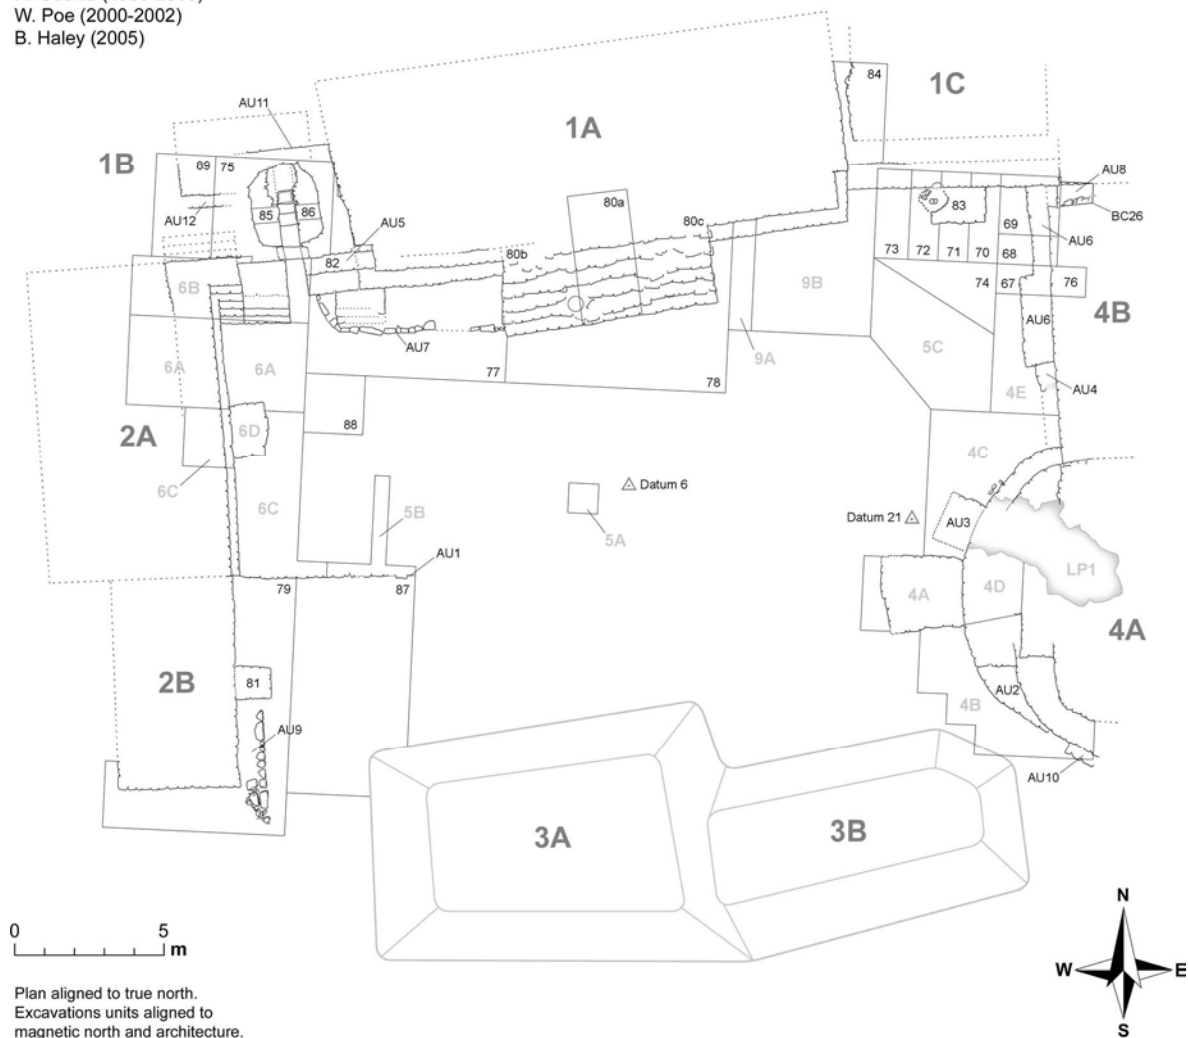 W. Poe (2000-2002)
B. Haley (2005)
1A
1B
1C
84
AU11
69 75
AU12
85
86
AU5
82
80a
80b
80c
AU8
BC26
83
69
AU6
73 72 71 70 68
74 67 76
4B
6B
9B
AU6
AU7
9A
5C
6A
6A
77
78
4E
AU4
88
2A
6D
6C
6C
4C
Datum 6
5B
5A
Datum 21
AU3
AU1
79
87
4A
4D
LP1
4A
2B
81
AU2
4B
AU9
AU10
3A
3B
0 5
m
N
W E
S
Plan aligned to true north.
Excavations units aligned to
magnetic north and architecture.